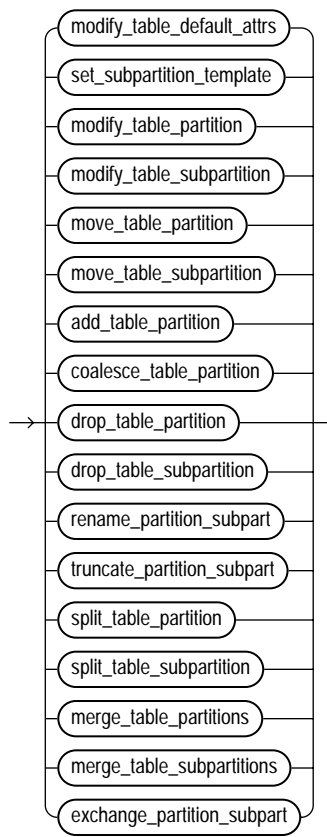 modify_table_default_attrs
set_subpartition_template
modify_table_partition
modify_table_subpartition
move_table_partition
move_table_subpartition
add_table_partition
coalesce_table_partition
drop_table_partition
drop_table_subpartition
rename_partition_subpart
truncate_partition_subpart
split_table_partition
split_table_subpartition
merge_table_partitions
merge_table_subpartitions
exchange_partition_subpart